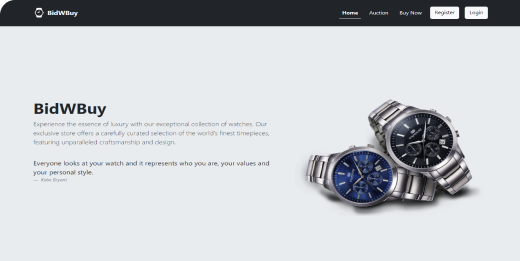 BidWBuy
Home Auction Buy Now Register Login
BidWBuy
Experience the essence of luxury with our exceptional collection of watches. Our
exclusive store offers a carefully curated selection of the world's finest timepieces,
featuring unparalleled craftsmanship and design.
Everyone looks at your watch and it represents who you are, your values and
your personal style.
— Kobe Bryant